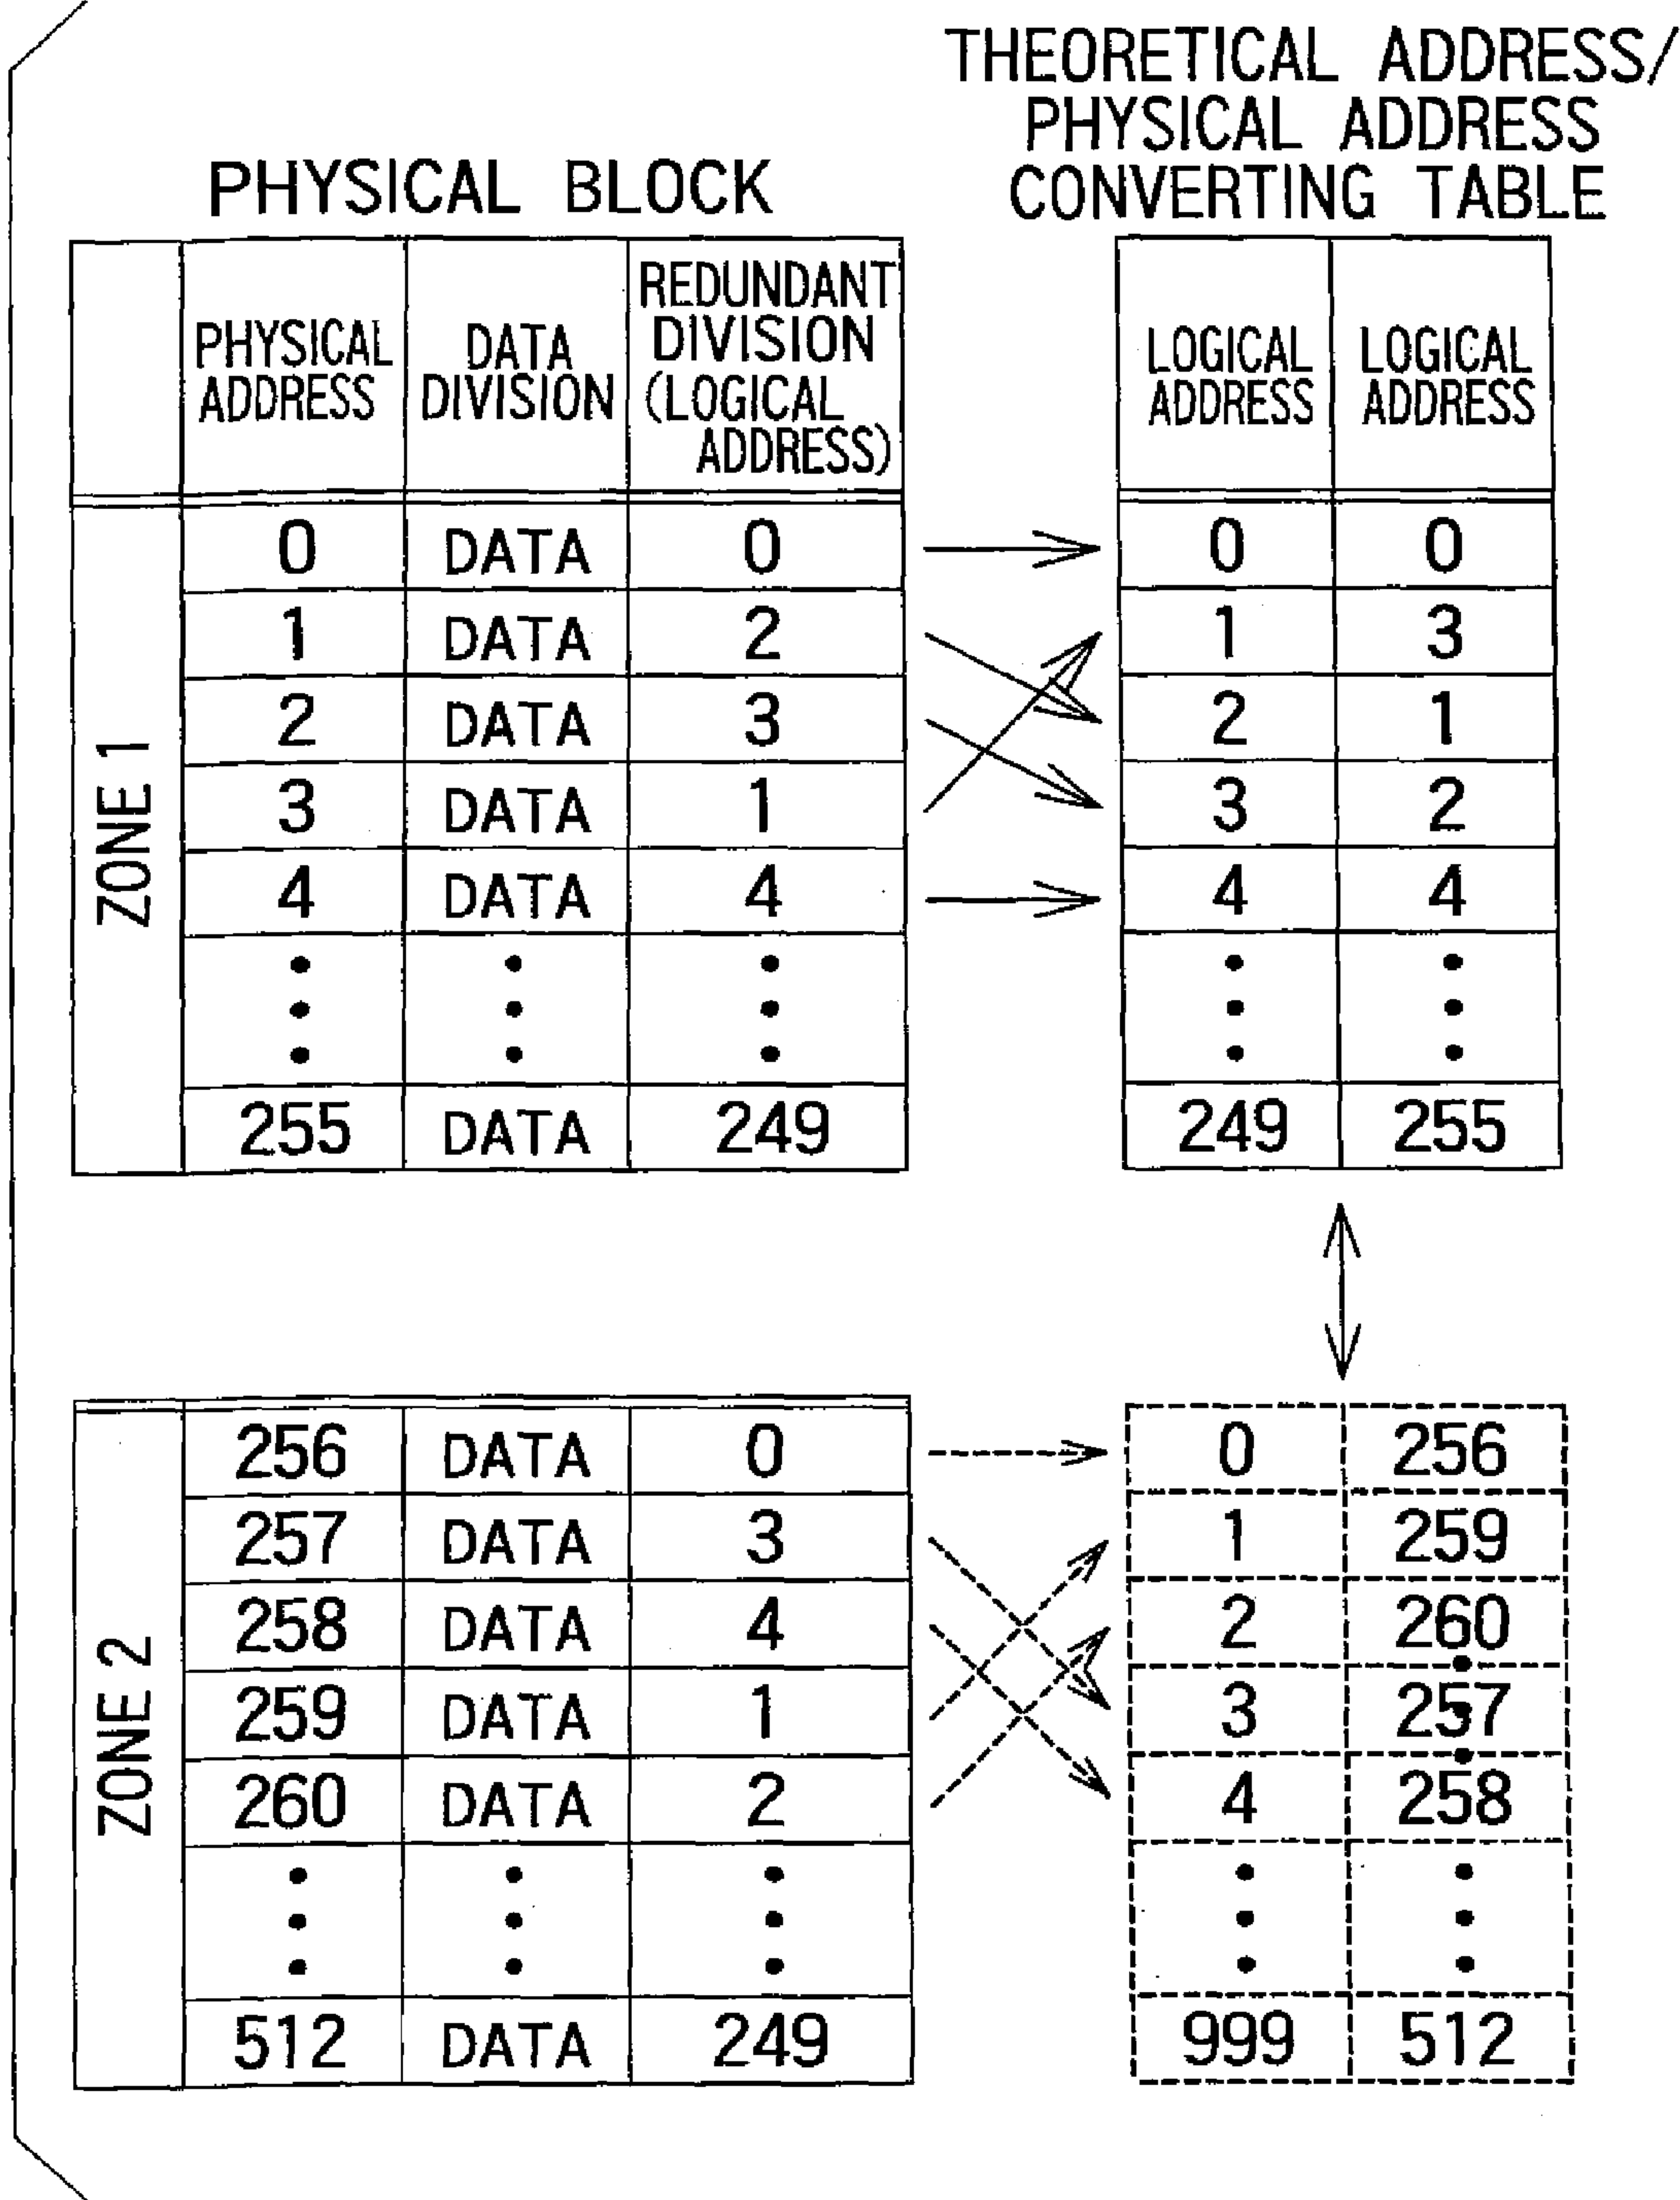 THEORETICAL ADDRESS/
PHYSICAL ADDRESS
CONVERTING TABLE
PHYSICAL BLOCK
PHYSICAL ADDRESS DATA DIVISION REDUNDANT DIVISION (LOGICAL ADDRESS) LOGICAL ADDRESS LOGICAL ADDRESS
ZONE 1
0 DATA 0 0 0
1 DATA 2 1 3
2 DATA 3 2 1
3 DATA 1 3 2
4 DATA 4 4 4
255 DATA 249 249 255
ZONE 2
256 DATA 0 0 256
257 DATA 3 1 259
258 DATA 4 2 260
259 DATA 1 3 257
260 DATA 2 4 258
512 DATA 249 999 512